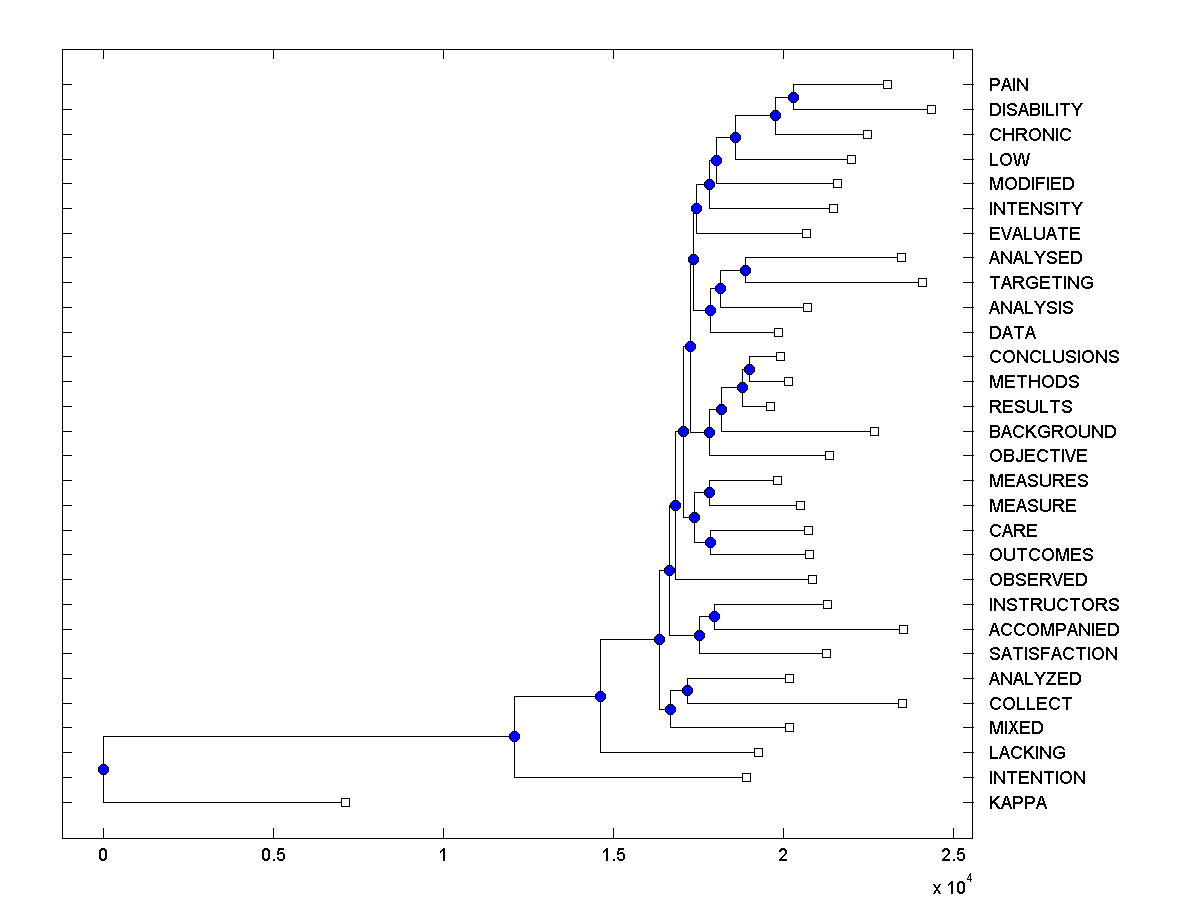 PAIN
DISABILITY
CHRONIC
LOW
MODIFIED
INTENSITY
EVALUATE
ANALYSED
TARGETING
ANALYSIS
DATA
CONCLUSIONS
METHODS
RESULTS
BACKGROUND
OBJECTIVE
MEASURES
MEASURE
CARE
OUTCOMES
OBSERVED
INSTRUCTORS
ACCOMPANIED
SATISFACTION
ANALYZED
COLLECT
MIXED
LACKING
INTENTION
KAPPA
0 0.5 1 1.5 2 2.5
x 10^4